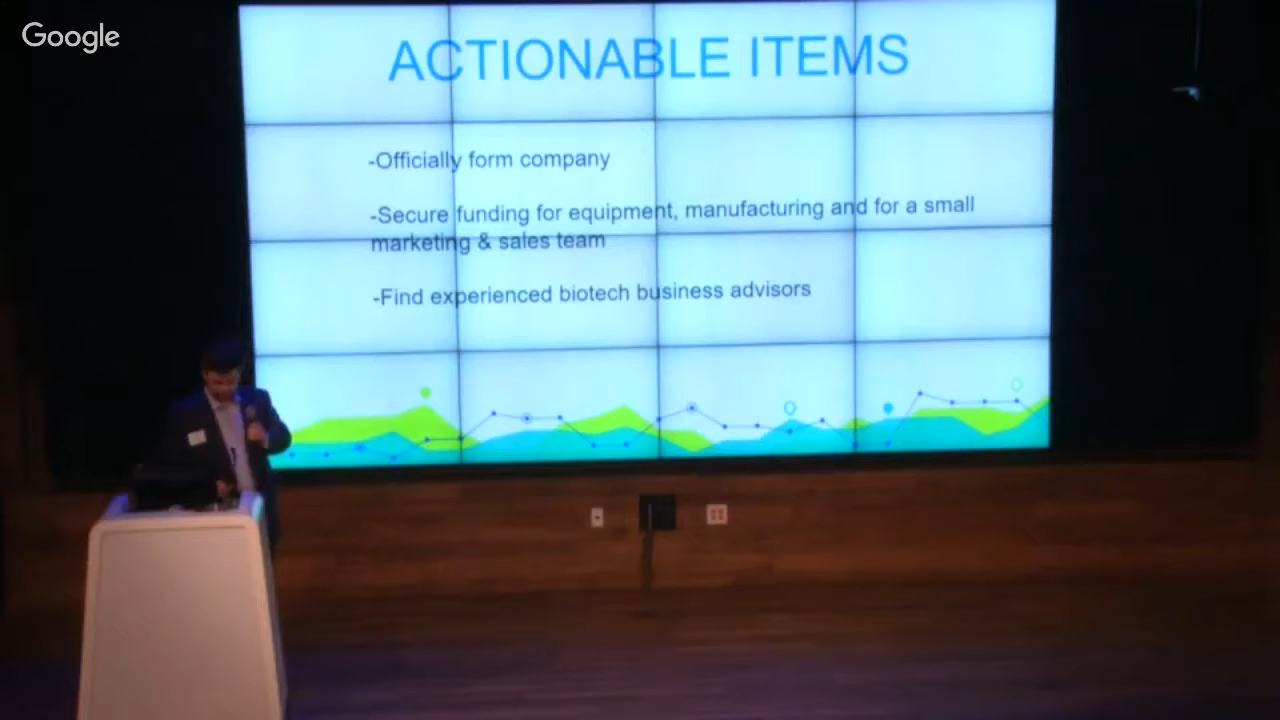 Google
ACTIONABLE ITEMS
-Officially form company
-Secure funding for equipment, manufacturing and for a small
marketing & sales team
-Find experienced biotech business advisors